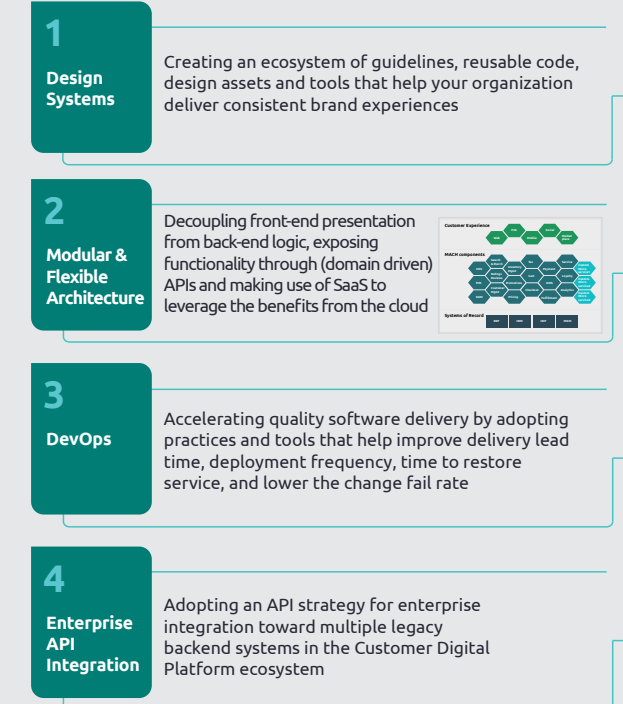 1
Design
Systems
Creating an ecosystem of guidelines, reusable code,
design assets and tools that help your organization
deliver consistent brand experiences
2
Modular &
Flexible
Architecture
Decoupling front-end presentation
from back-end logic, exposing
functionality through (domain driven)
APIs and making use of SaaS to
leverage the benefits from the cloud
Customer Experience
MACH components
Systems of Record
3
DevOps
Accelerating quality software delivery by adopting
practices and tools that help improve delivery lead
time, deployment frequency, time to restore
service, and lower the change fail rate
4
Enterprise
API
Integration
Adopting an API strategy for enterprise
integration toward multiple legacy
backend systems in the Customer Digital
Platform ecosystem